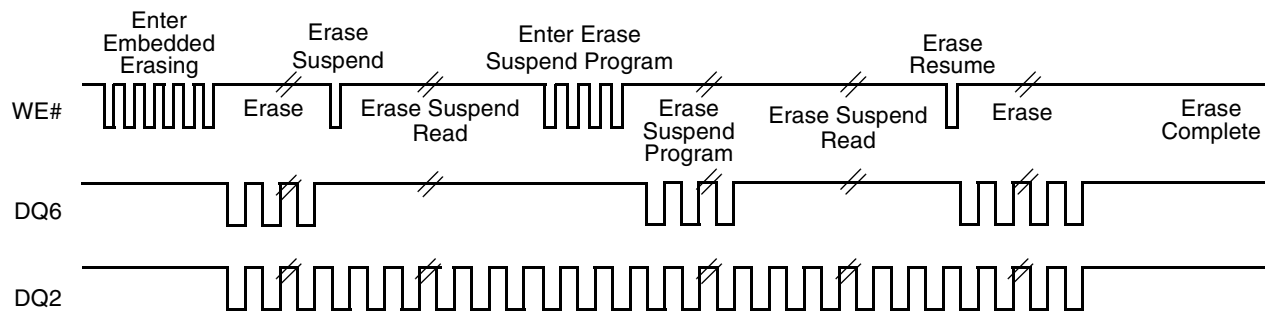 Enter
Embedded
Erasing
Erase
Suspend
Enter Erase
Suspend Program
Erase
Resume
WE#
Erase
Erase Suspend
Read
Erase
Suspend
Program
Erase Suspend
Read
Erase
Erase
Complete
DQ6
DQ2